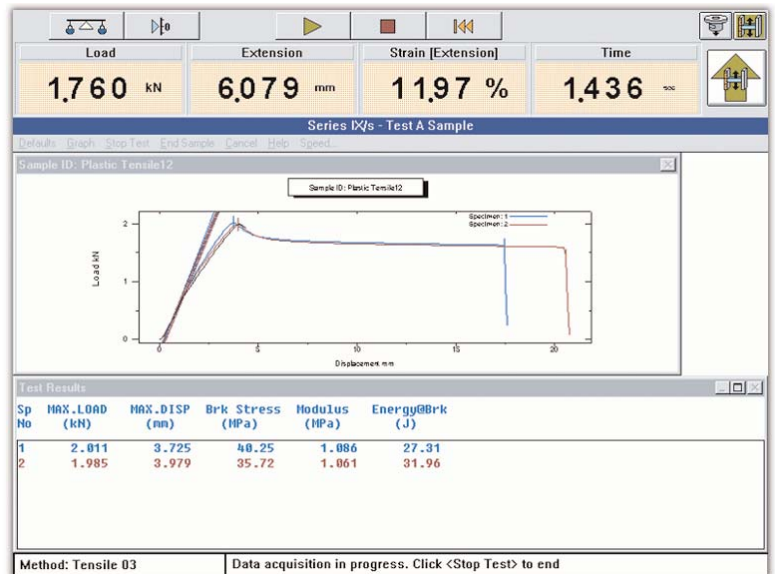 Load Extension Strain [Extension] Time
1.760 kN 6.079 mm 11.97 % 1.436 sec
Series IX/s - Test A Sample
Defaults Graph Stop Test End Sample Cancel Help Speed...
Sample ID: Plastic Tensile12
Sample ID: Plastic Tensile12
Specimen: 1
Specimen: 2
Load kN
2
1
0
0 5 10 15 20
Displacement mm
Test Results
Sp MAX.LOAD MAX.DISP Brk Stress Modulus Energy@Brk
No (kN) (mm) (MPa) (MPa) (J)
1 2.011 3.725 40.25 1.086 27.31
2 1.985 3.979 35.72 1.061 31.96
Method: Tensile 03 Data acquisition in progress. Click <Stop Test> to end